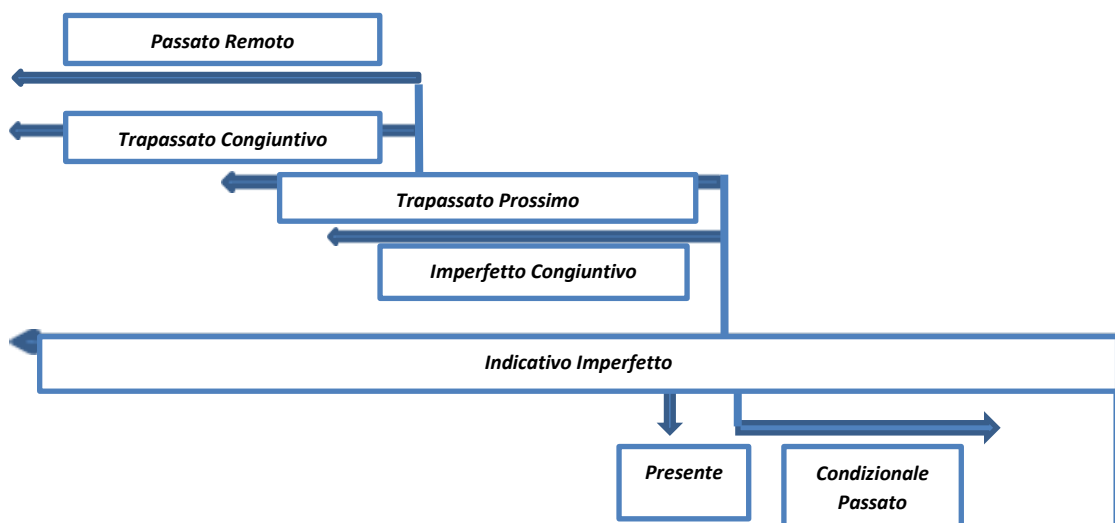 Passato Remoto
Trapassato Congiuntivo
Trapassato Prossimo
Imperfetto Congiuntivo
Indicativo Imperfetto
Presente
Condizionale
Passato